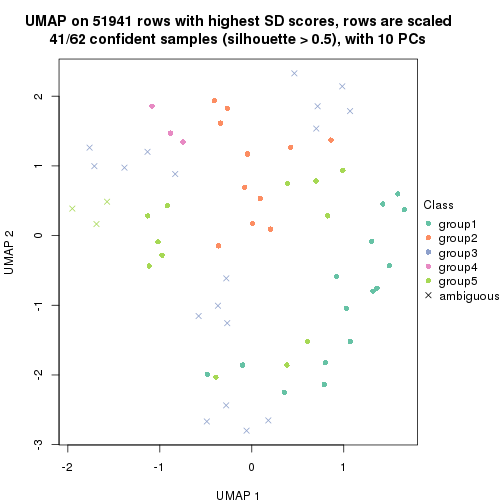 UMAP on 51941 rows with highest SD scores, rows are scaled
41/62 confident samples (silhouette > 0.5), with 10 PCs
2
1
0
-1
-2
-3
UMAP 2
-2
-1
0
1
UMAP 1
Class
group1
group2
group3
group4
group5
ambiguous